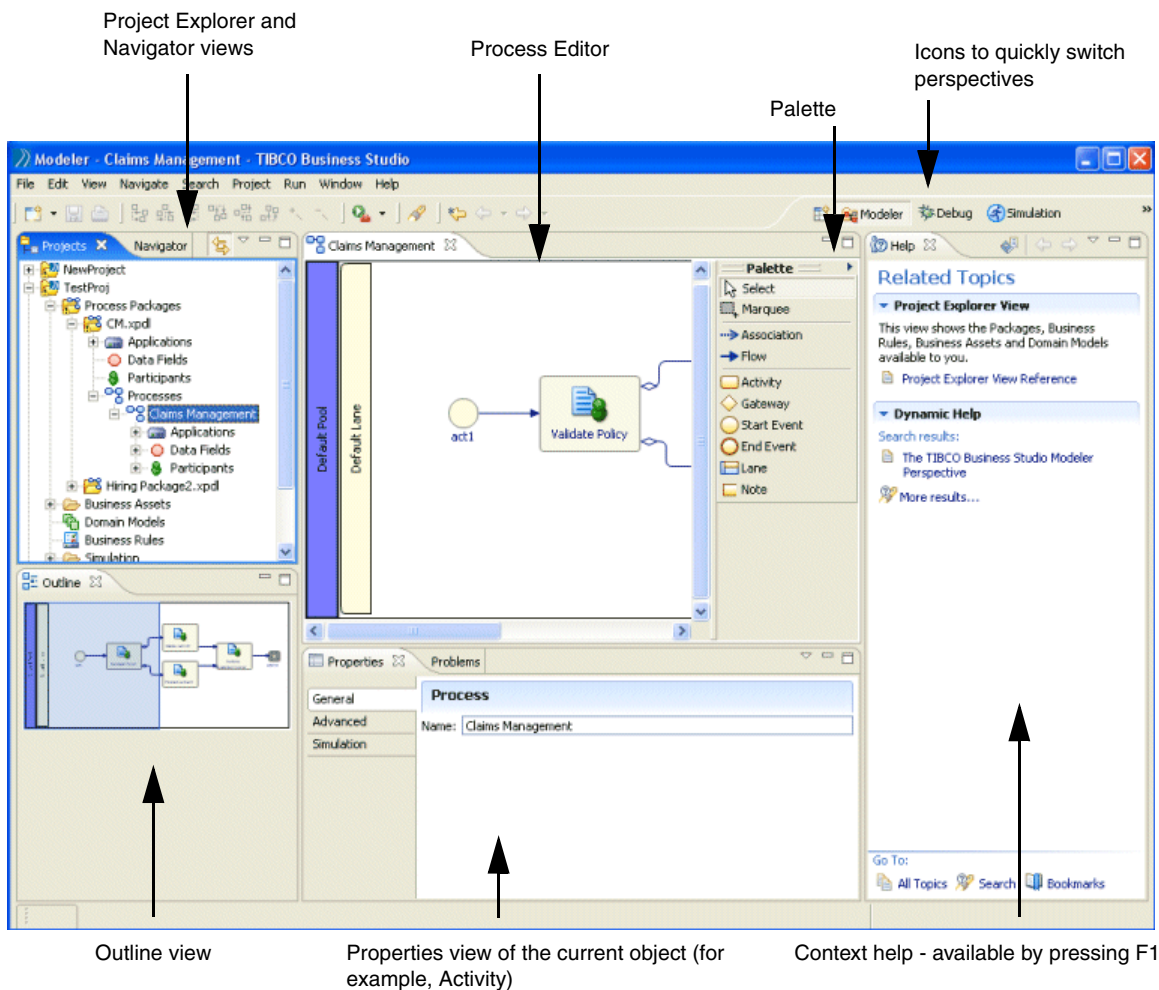 Project Explorer and
Navigator views
Process Editor
Icons to quickly switch
perspectives
Palette
Modeler - Claims Management - TIBCO Business Studio
File Edit View Navigate Search Project Run Window Help
Modeler Debug Simulation
Projects Navigator
NewProject
TestProj
Process Packages
CM.xpdl
Applications
Data Fields
Participants
Processes
Claims Management
Applications
Data Fields
Participants
Hiring Package2.xpdl
Business Assets
Domain Models
Business Rules
Simulation
Claims Management
Default Pool
Default Lane
act1
Validate Policy
Palette
Select
Marquee
Association
Flow
Activity
Gateway
Start Event
End Event
Lane
Note
Help
Related Topics
Project Explorer View
This view shows the Packages, Business
Rules, Business Assets and Domain Models
available to you.
Project Explorer View Reference
Dynamic Help
Search results:
The TIBCO Business Studio Modeler
Perspective
More results...
Go To:
All Topics Search Bookmarks
Outline
Properties Problems
General
Advanced
Simulation
Process
Name: Claims Management
Outline view
Properties view of the current object (for
example, Activity)
Context help - available by pressing F1